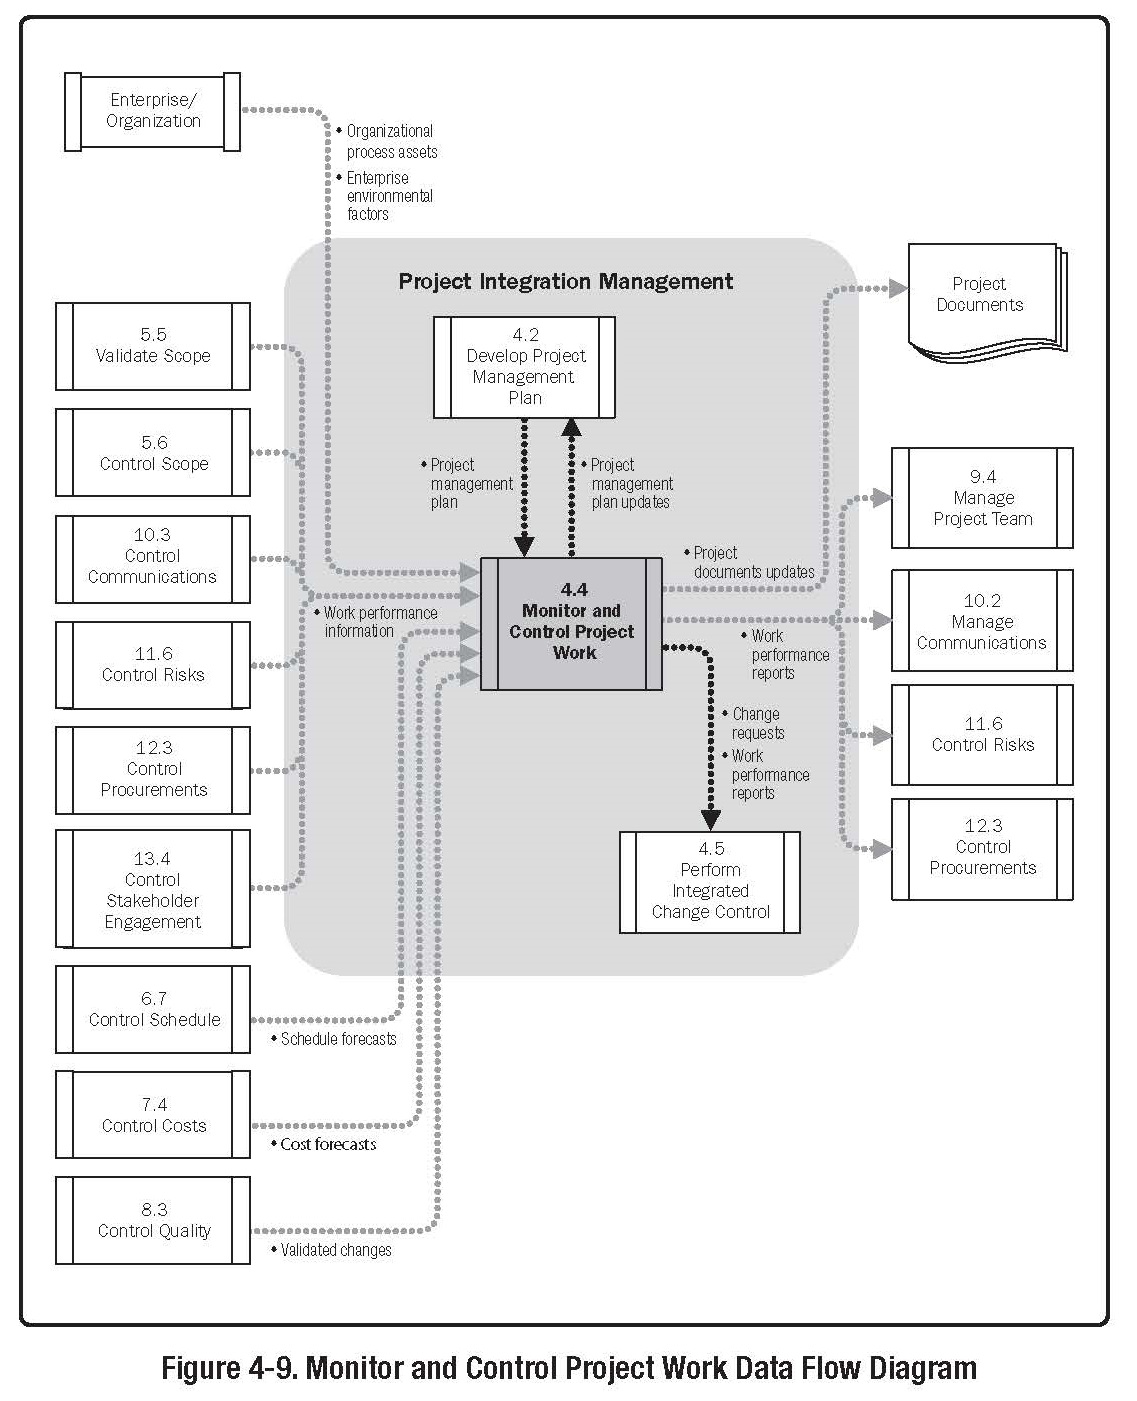 Enterprise/
Organization
• Organizational
process assets
• Enterprise
environmental
factors
Project Integration Management
Project
Documents
5.5
Validate Scope
4.2
Develop Project
Management
Plan
5.6
Control Scope
• Project
management
plan
• Project
management
plan updates
9.4
Manage
Project Team
10.3
Control
Communications
• Project
documents updates
4.4
Monitor and
Control Project
Work
• Work performance
information
10.2
Manage
Communications
• Work
performance
reports
11.6
Control Risks
• Change
requests
• Work
performance
reports
11.6
Control Risks
12.3
Control
Procurements
12.3
Control
Procurements
4.5
Perform
Integrated
Change Control
13.4
Control
Stakeholder
Engagement
6.7
Control Schedule
• Schedule forecasts
7.4
Control Costs
• Cost forecasts
8.3
Control Quality
• Validated changes
Figure 4-9. Monitor and Control Project Work Data Flow Diagram